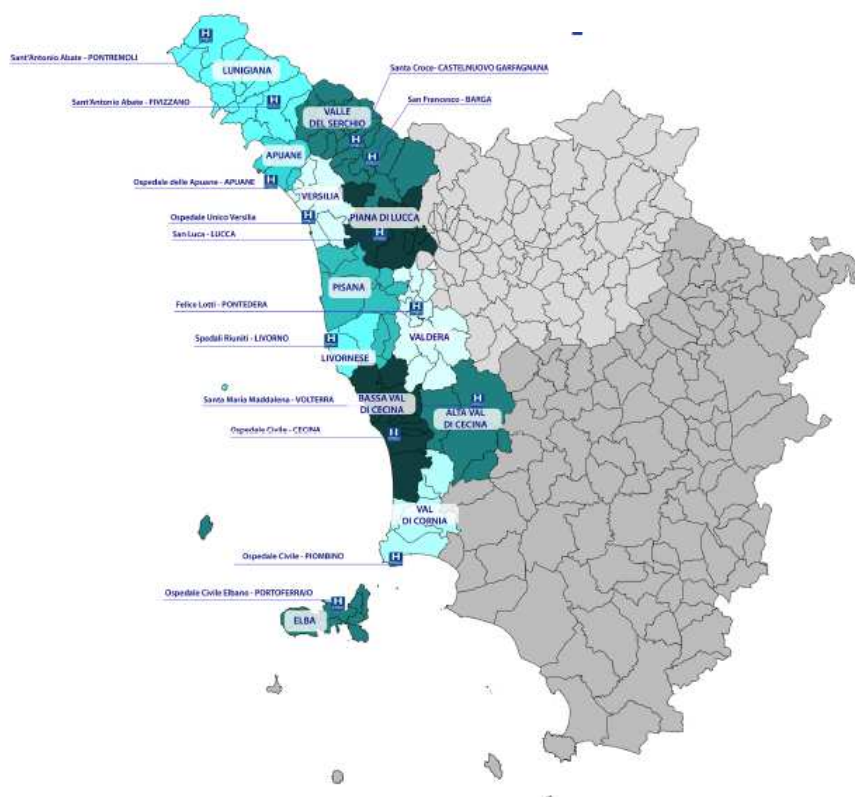 Sant'Antonio Abate - PONTREMOLI
LUNIGIANA
Santa Croce- CASTELNUOVO GARFAGNANA
Sant'Antonio Abate - FIVIZZANO
San Francesco - BARGA
VALLE
DEL SERCHIO
APUANE
Ospedale delle Apuane - APUANE
VERSILIA
Ospedale Unico Versilia
PIANA DI LUCCA
San Luca - LUCCA
PISANA
Felice Lotti - PONTEDERA
Spedali Riuniti - LIVORNO
VALDERA
LIVORNESE
Santa Maria Maddalena - VOLTERRA
BASSA VAL
DI CECINA
ALTA VAL
DI CECINA
Ospedale Civile - CECINA
VAL
DI CORNIA
Ospedale Civile - PIOMBINO
Ospedale Civile Elbano - PORTOFERRAIO
ELBA